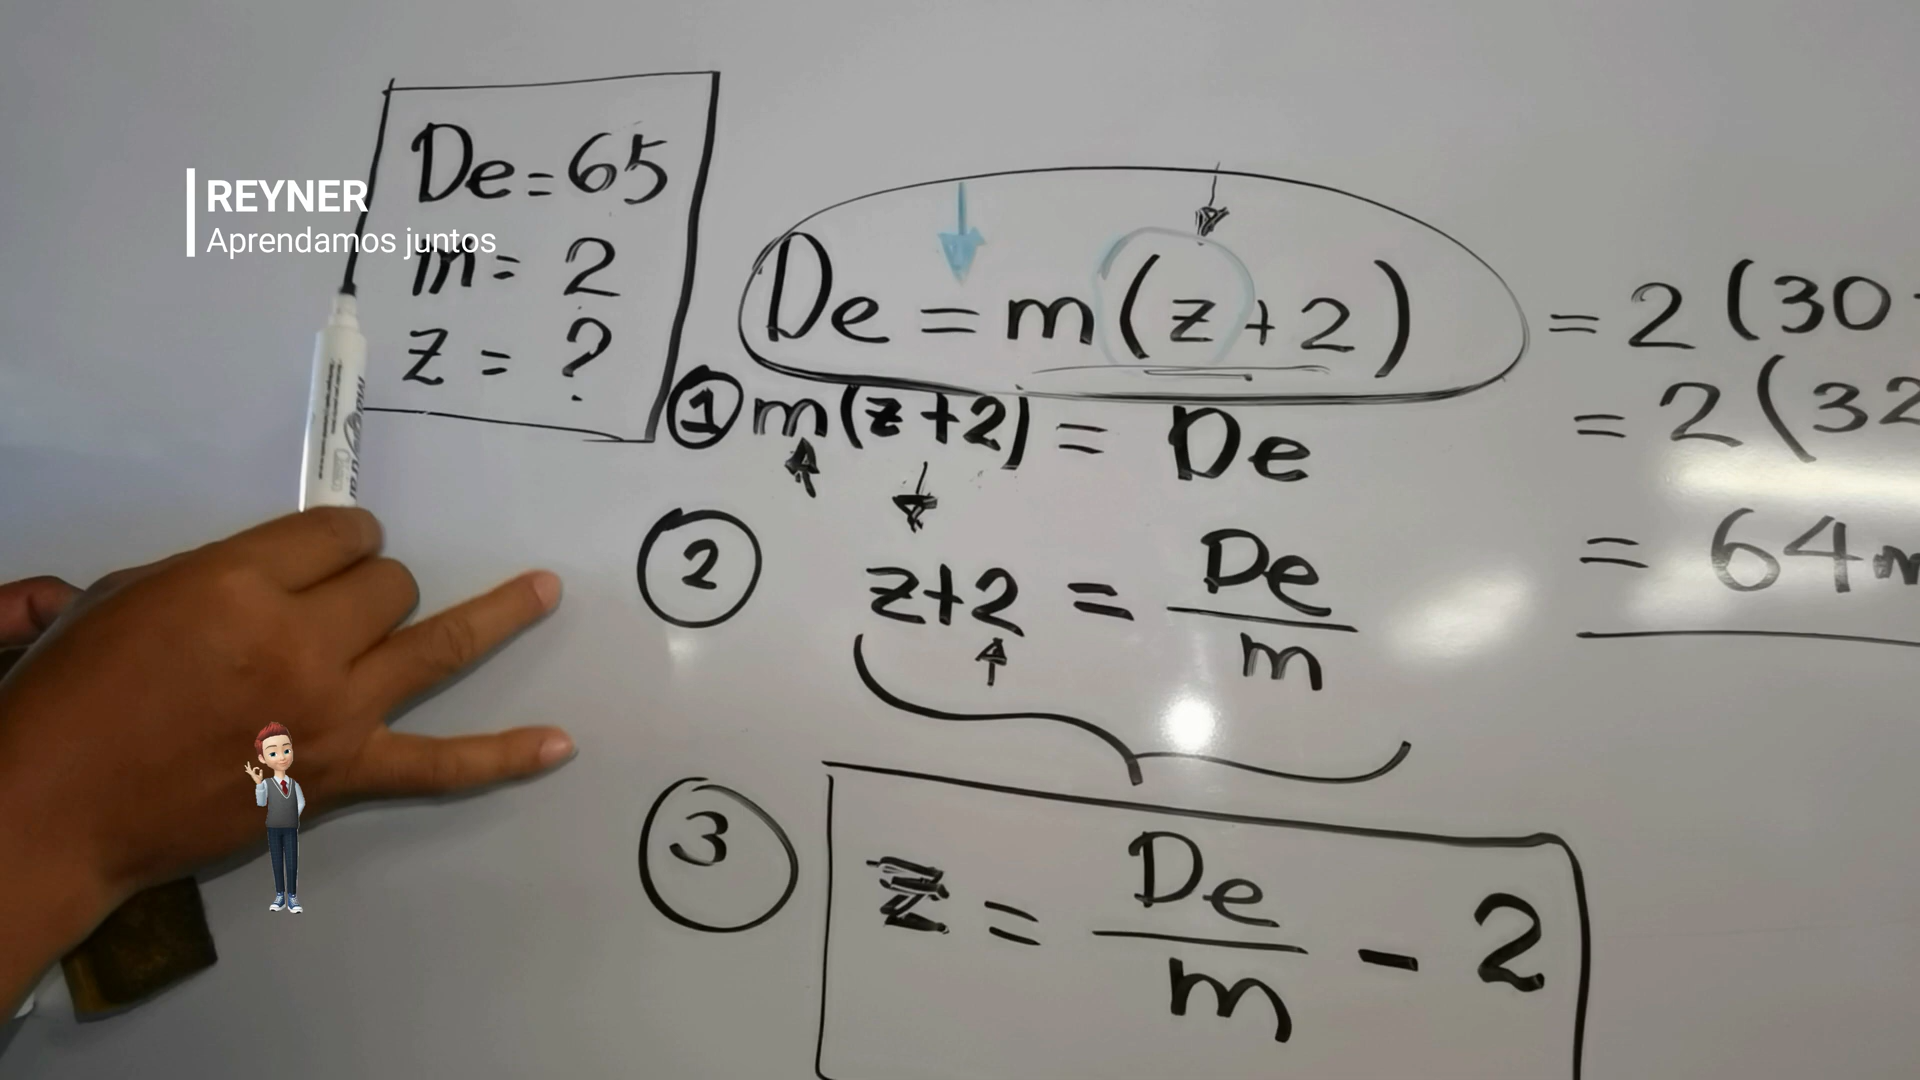 De = 65
m = 2
z = ?
REYNER
Aprendamos juntos
De = m (z + 2) = 2 (30
= 2 (32
= 64m
① m (z + 2) = De
② z + 2 = De/m
③ z = De/m - 2